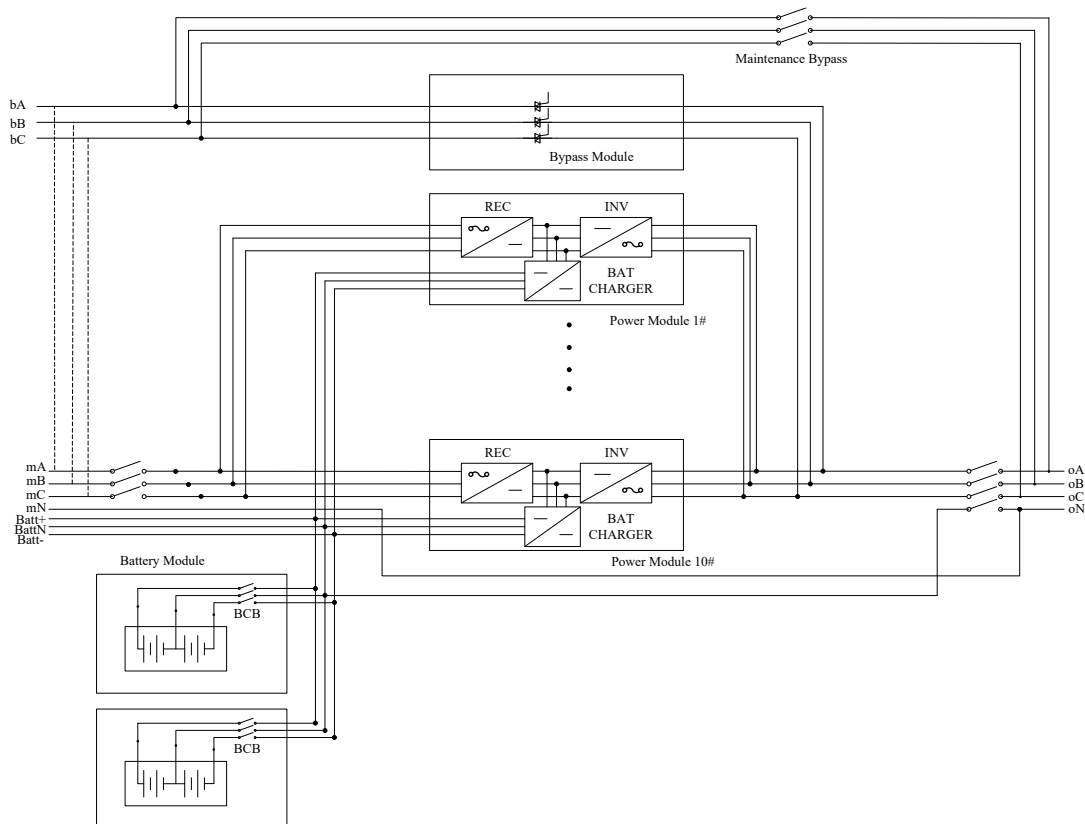 Maintenance Bypass
bA
bB
bC
Bypass Module
REC
INV
BAT
CHARGER
Power Module 1#
REC
INV
BAT
CHARGER
Power Module 10#
mA
mB
mC
mN
Batt+
BattN
Batt-
oA
oB
oC
oN
Battery Module
BCB
BCB